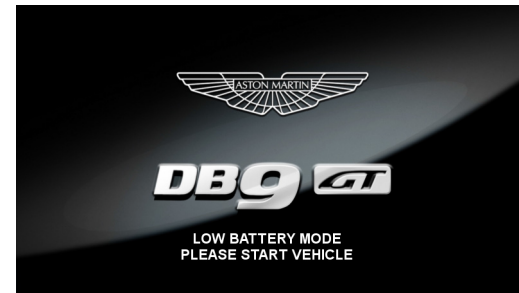 ASTON MARTIN
DB9 GT
LOW BATTERY MODE
PLEASE START VEHICLE